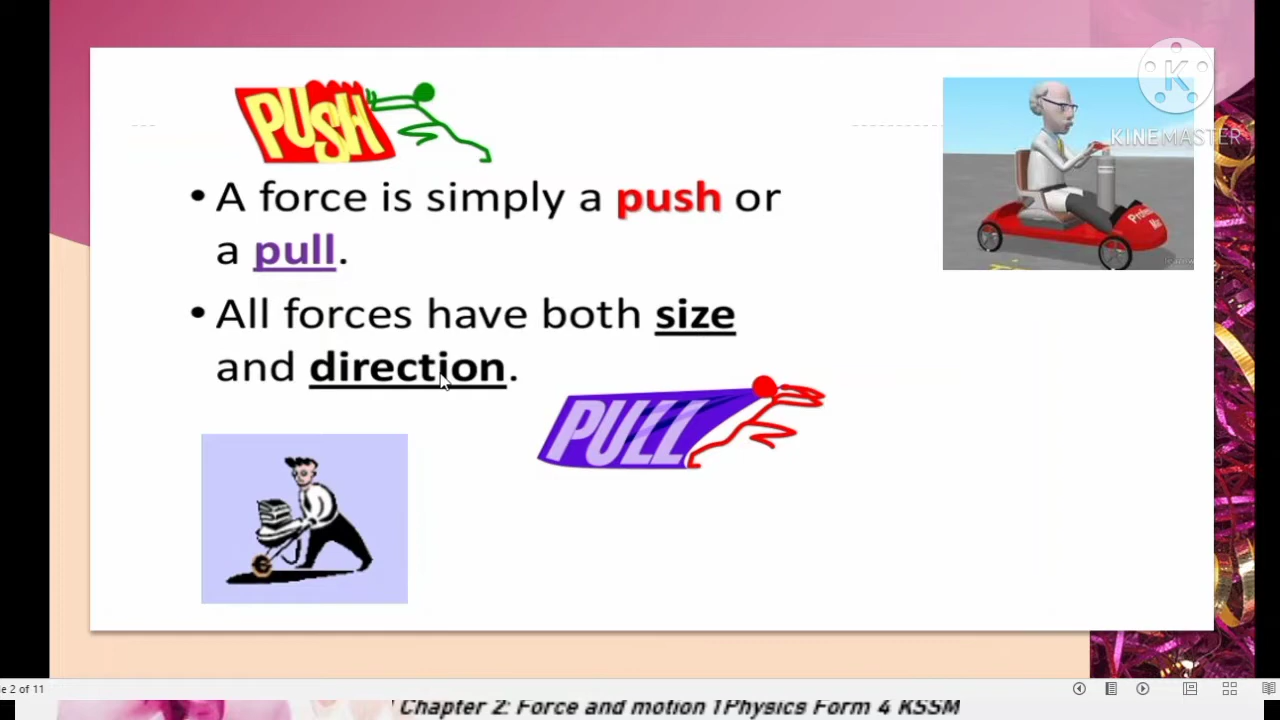 PUSH
KINEMASTER
• A force is simply a push or
a pull.
• All forces have both size
and direction.
PULL
le 2 of 11
Chapter 2: Force and motion 1Physics Form 4 KSSM